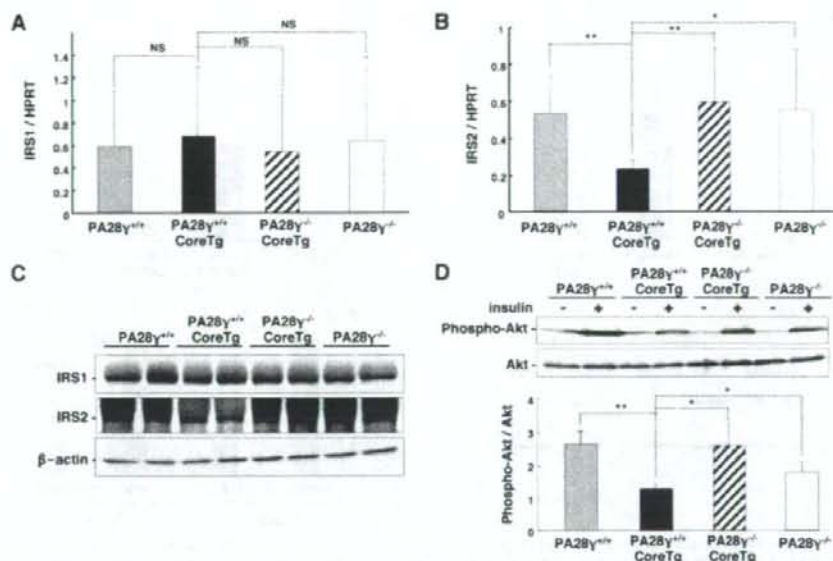 A
NS
NS
NS
IRS1 / HPRT
1.4
1
0.8
0.6
0.4
0.2
0
PA28γ+/+
PA28γ+/+ CoreTg
PA28γ-/- CoreTg
PA28γ-/-
B
*
**
**
IRS2 / HPRT
1
0.8
0.6
0.4
0.2
0
PA28γ+/+
PA28γ+/+ CoreTg
PA28γ-/- CoreTg
PA28γ-/-
C
PA28γ+/+
PA28γ+/+ CoreTg
PA28γ-/- CoreTg
PA28γ-/-
IRS1 -
IRS2 -
β-actin -
D
PA28γ+/+
PA28γ+/+ CoreTg
PA28γ-/- CoreTg
PA28γ-/-
insulin - + - + - + - +
Phospho-Akt -
Akt -
*
**
*
Phospho-Akt / Akt
4
3
2
1
0
PA28γ+/+
PA28γ+/+ CoreTg
PA28γ-/- CoreTg
PA28γ-/-